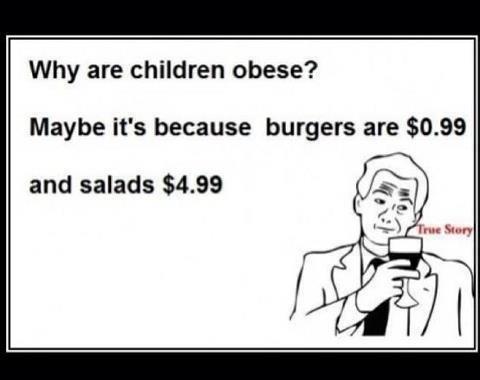 Why are children obese?
Maybe it's because burgers are $0.99
and salads $4.99
True Story